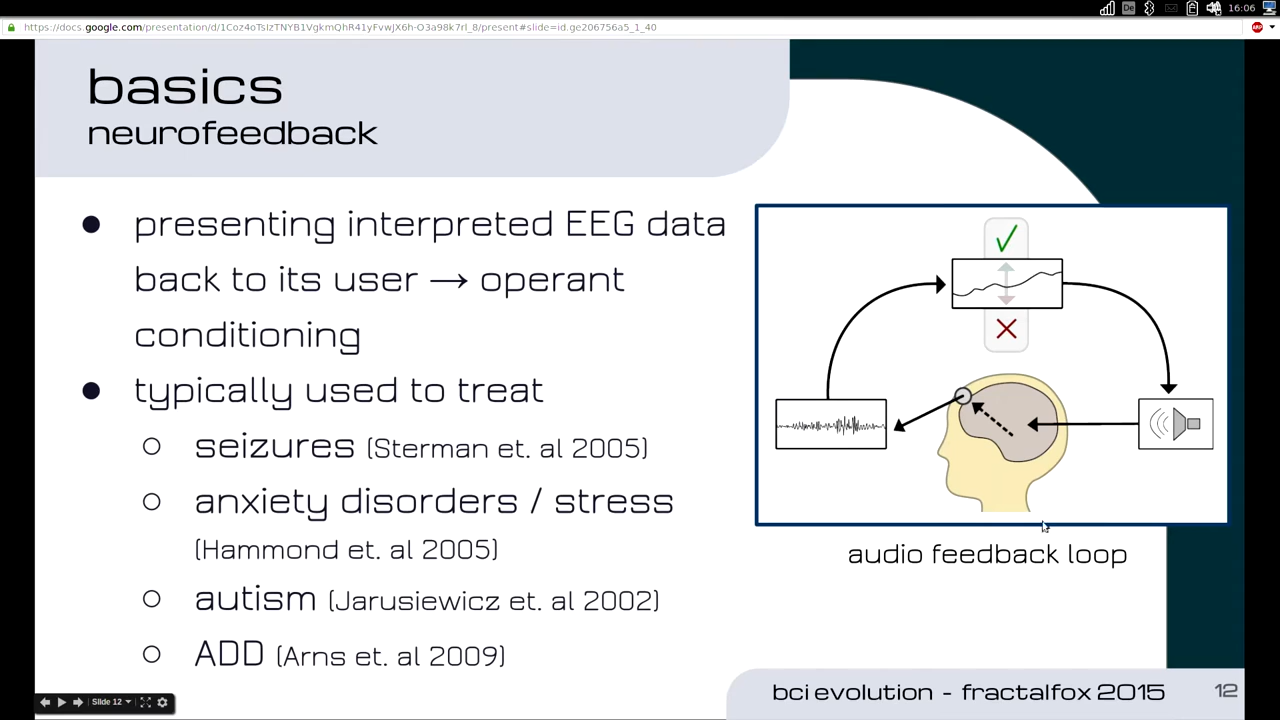 De
16:06
https://docs.google.com/presentation/d/1Coz4oTsIzTNYB1VgkmQhR41yFvwJX6h-O3a98k7rl_8/present#slide=id.ge206756a5_1_40
basics
neurofeedback
● presenting interpreted EEG data
back to its user → operant
conditioning
● typically used to treat
○ seizures (Sterman et. al 2005)
○ anxiety disorders / stress
(Hammond et. al 2005)
○ autism (Jarusiewicz et. al 2002)
○ ADD (Arns et. al 2009)
audio feedback loop
Slide 12
bci evolution - fractalfox 2015
12